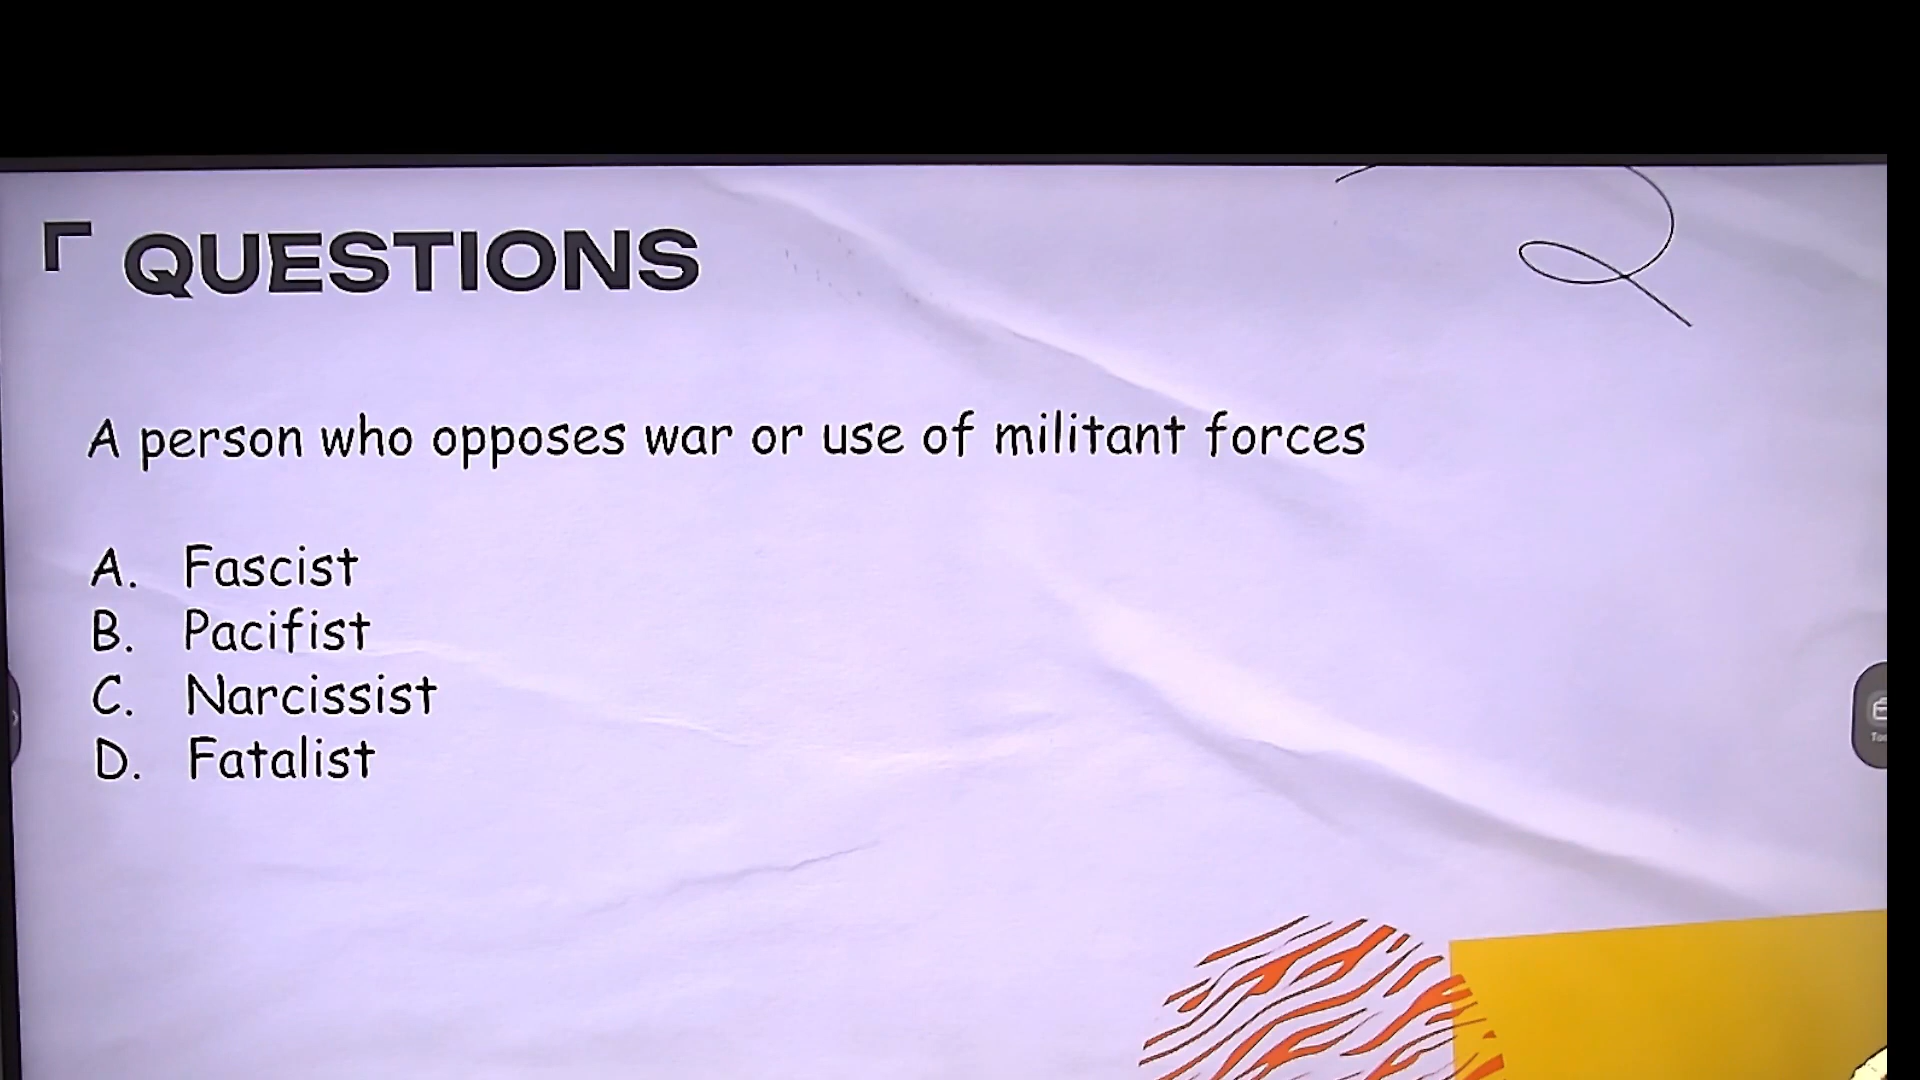 QUESTIONS
A person who opposes war or use of militant forces
A. Fascist
B. Pacifist
C. Narcissist
D. Fatalist